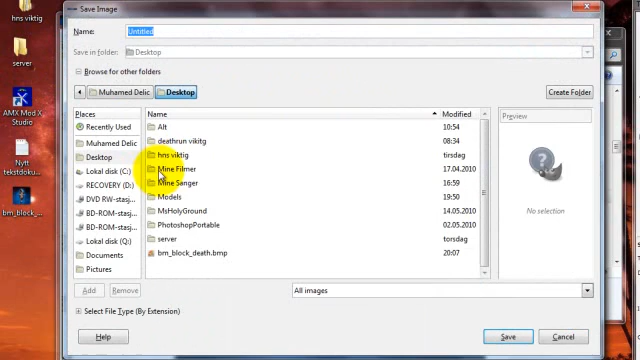 hns viktig
server
AMX Mod X
Studio
Nytt
tekstdoku...
bm_block_...
Save Image
Name:
Untitled
Save in folder:
Desktop
Browse for other folders
Muhamed Delic
Desktop
Create Folder
Places
Name
Modified
Preview
Recently Used
Alt
10:54
deathrun vikitg
08:34
Muhamed Delic
hns viktig
tirsdag
Desktop
Mine Filmer
17.04.2010
Lokal disk (C:)
Mine Sanger
16:59
RECOVERY (D:)
Models
19:50
No selection
DVD RW-stasj...
MsHolyGround
14.05.2010
BD-ROM-stasj...
PhotoshopPortable
02.05.2010
BD-ROM-stasj...
server
torsdag
Lokal disk (Q:)
bm_block_death.bmp
20:07
Documents
Pictures
Add
Remove
All images
Select File Type (By Extension)
Help
Save
Cancel